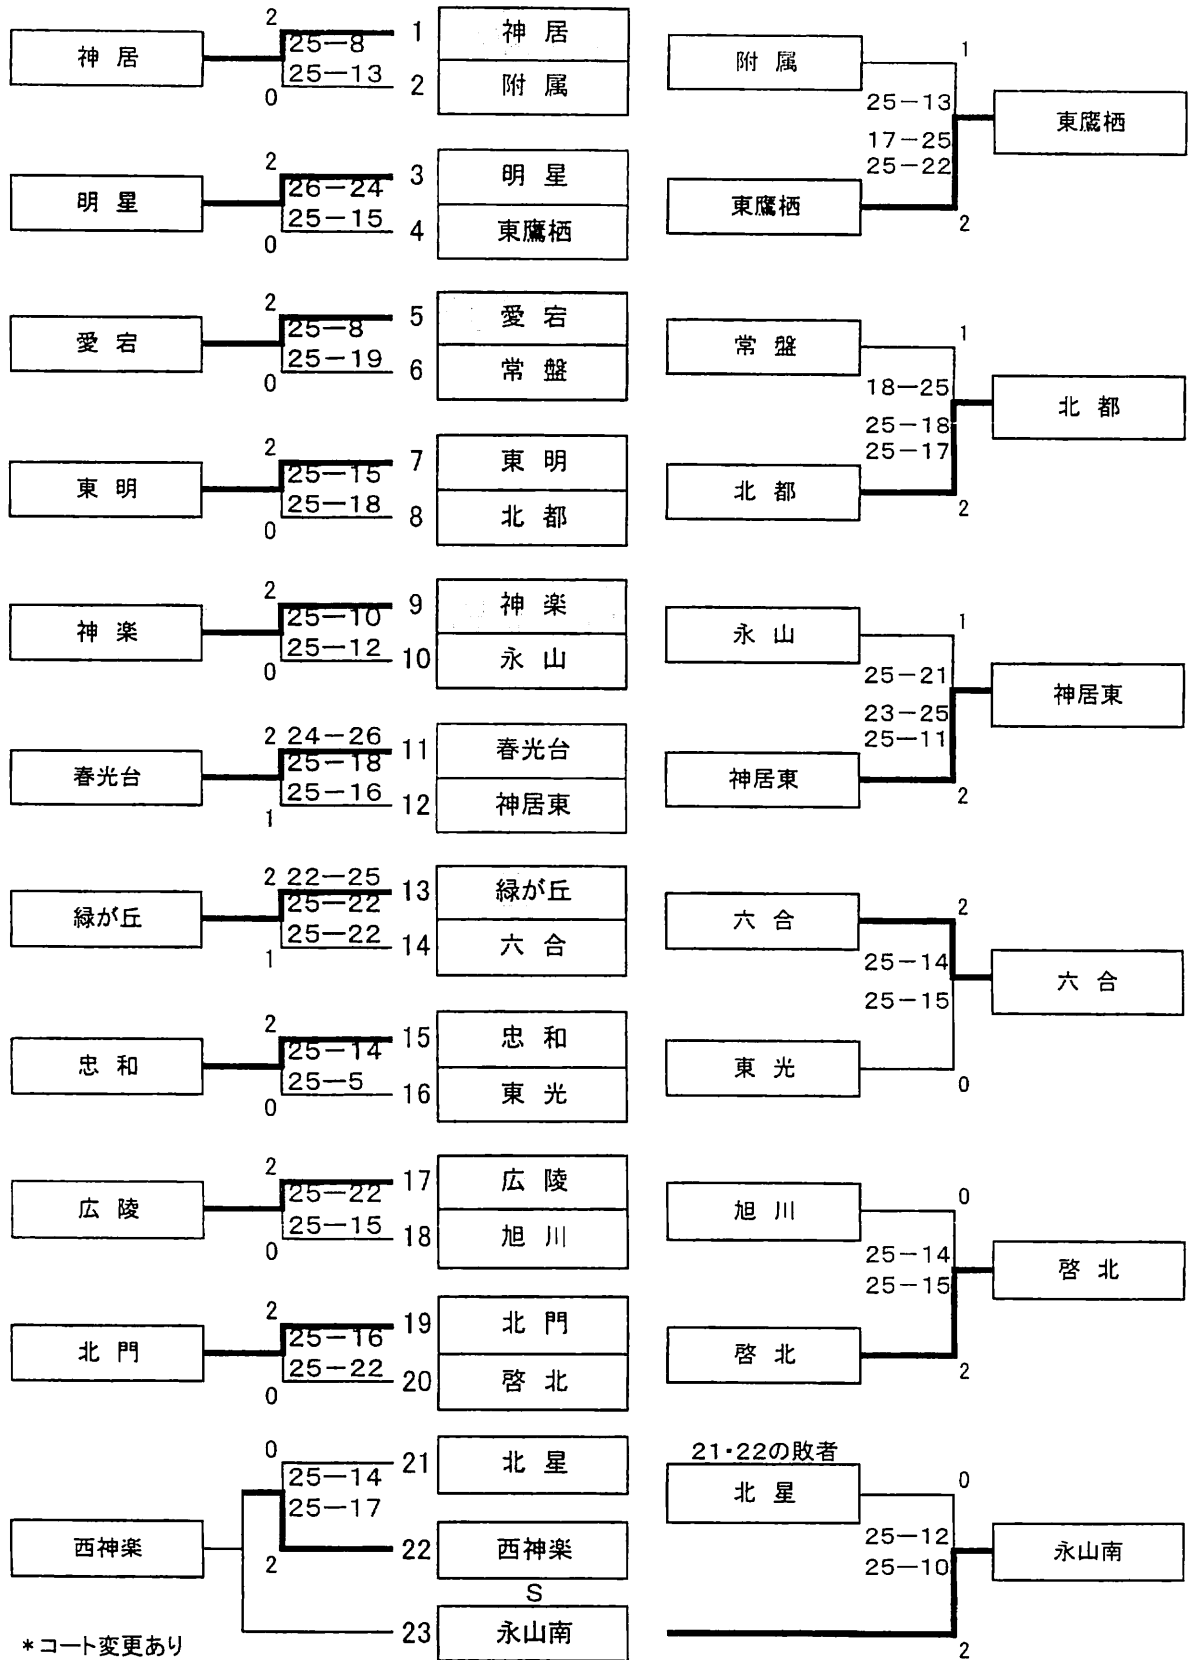 2
神居 25－8 1 神居
25－13 2 附属
0
2
明星 26－24 3 明星
25－15 4 東鷹栖
0
2
愛宕 25－8 5 愛宕
25－19 6 常盤
0
2
東明 25－15 7 東明
25－18 8 北都
0
2
神楽 25－10 9 神楽
25－12 10 永山
0
2 24－26
春光台 25－18 11 春光台
25－16 12 神居東
1
2 22－25
緑が丘 25－22 13 緑が丘
25－22 14 六合
1
2
忠和 25－14 15 忠和
25－5 16 東光
0
2
広陵 25－22 17 広陵
25－15 18 旭川
0
2
北門 25－16 19 北門
25－22 20 啓北
0
0
25－14 21 北星
25－17
西神楽 22 西神楽
2
S
23 永山南
*コート変更あり
附属 1
25－13
17－25 東鷹栖
25－22
東鷹栖 2
常盤 1
18－25
25－18 北都
25－17
北都 2
永山 1
25－21
23－25 神居東
25－11
神居東 2
六合 2
25－14
25－15 六合
東光 0
旭川 0
25－14
25－15 啓北
啓北 2
21・22の敗者
北星 0
25－12
25－10 永山南
2